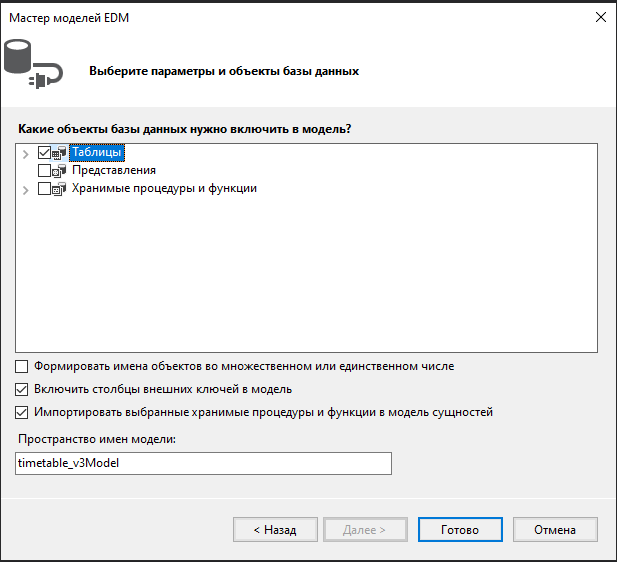 Мастер моделей EDM
Выберите параметры и объекты базы данных
Какие объекты базы данных нужно включить в модель?
Таблицы
Представления
Хранимые процедуры и функции
Формировать имена объектов во множественном или единственном числе
Включить столбцы внешних ключей в модель
Импортировать выбранные хранимые процедуры и функции в модель сущностей
Пространство имен модели:
timetable_v3Model
< Назад
Далее >
Готово
Отмена